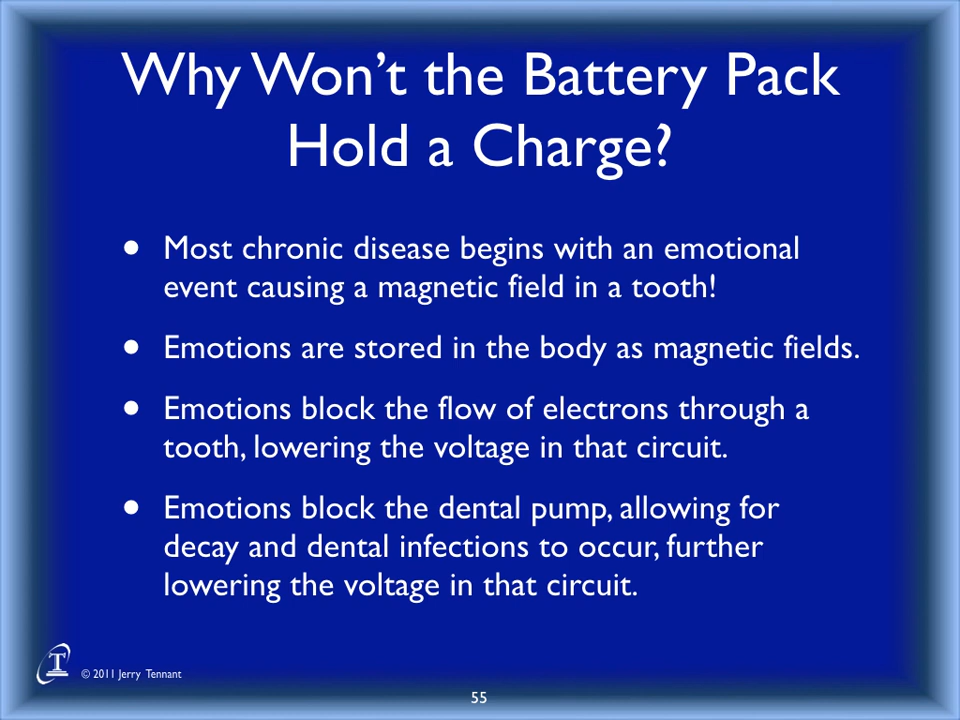 Why Won't the Battery Pack
Hold a Charge?
• Most chronic disease begins with an emotional
event causing a magnetic field in a tooth!
• Emotions are stored in the body as magnetic fields.
• Emotions block the flow of electrons through a
tooth, lowering the voltage in that circuit.
• Emotions block the dental pump, allowing for
decay and dental infections to occur, further
lowering the voltage in that circuit.
T
© 2011 Jerry Tennant
55